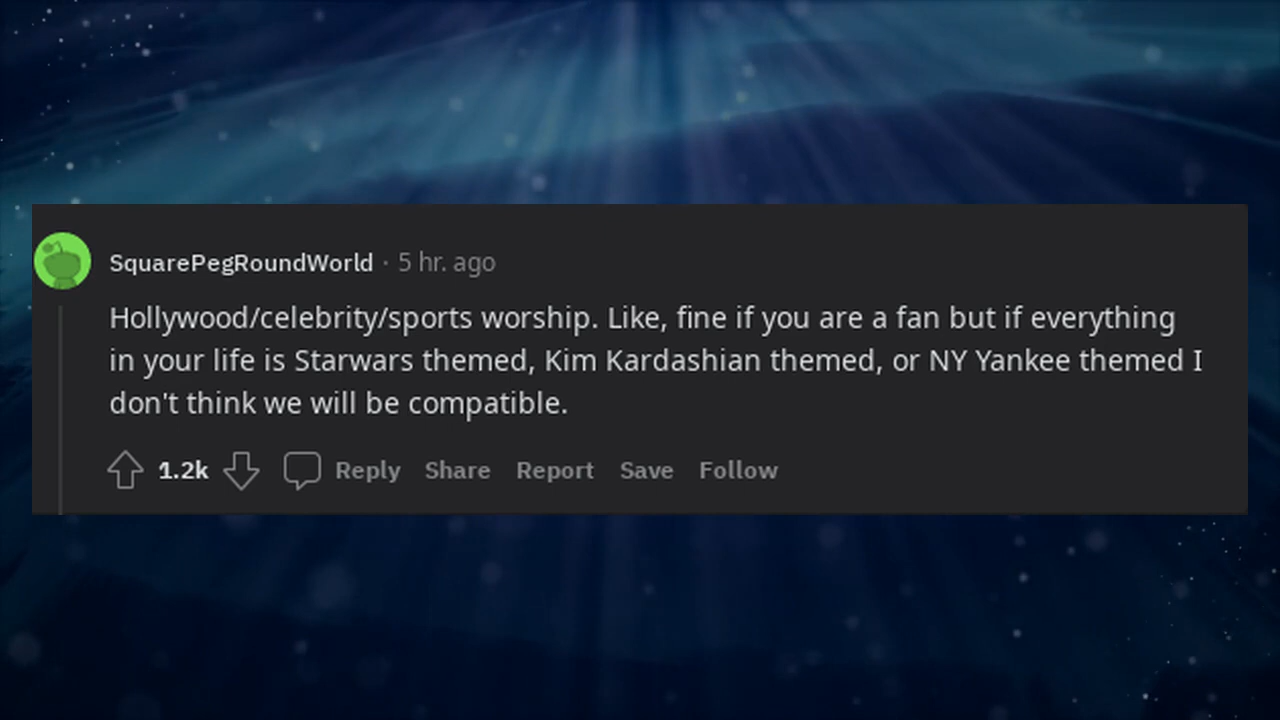 SquarePegRoundWorld · 5 hr. ago
Hollywood/celebrity/sports worship. Like, fine if you are a fan but if everything
in your life is Starwars themed, Kim Kardashian themed, or NY Yankee themed I
don't think we will be compatible.
1.2k Reply Share Report Save Follow